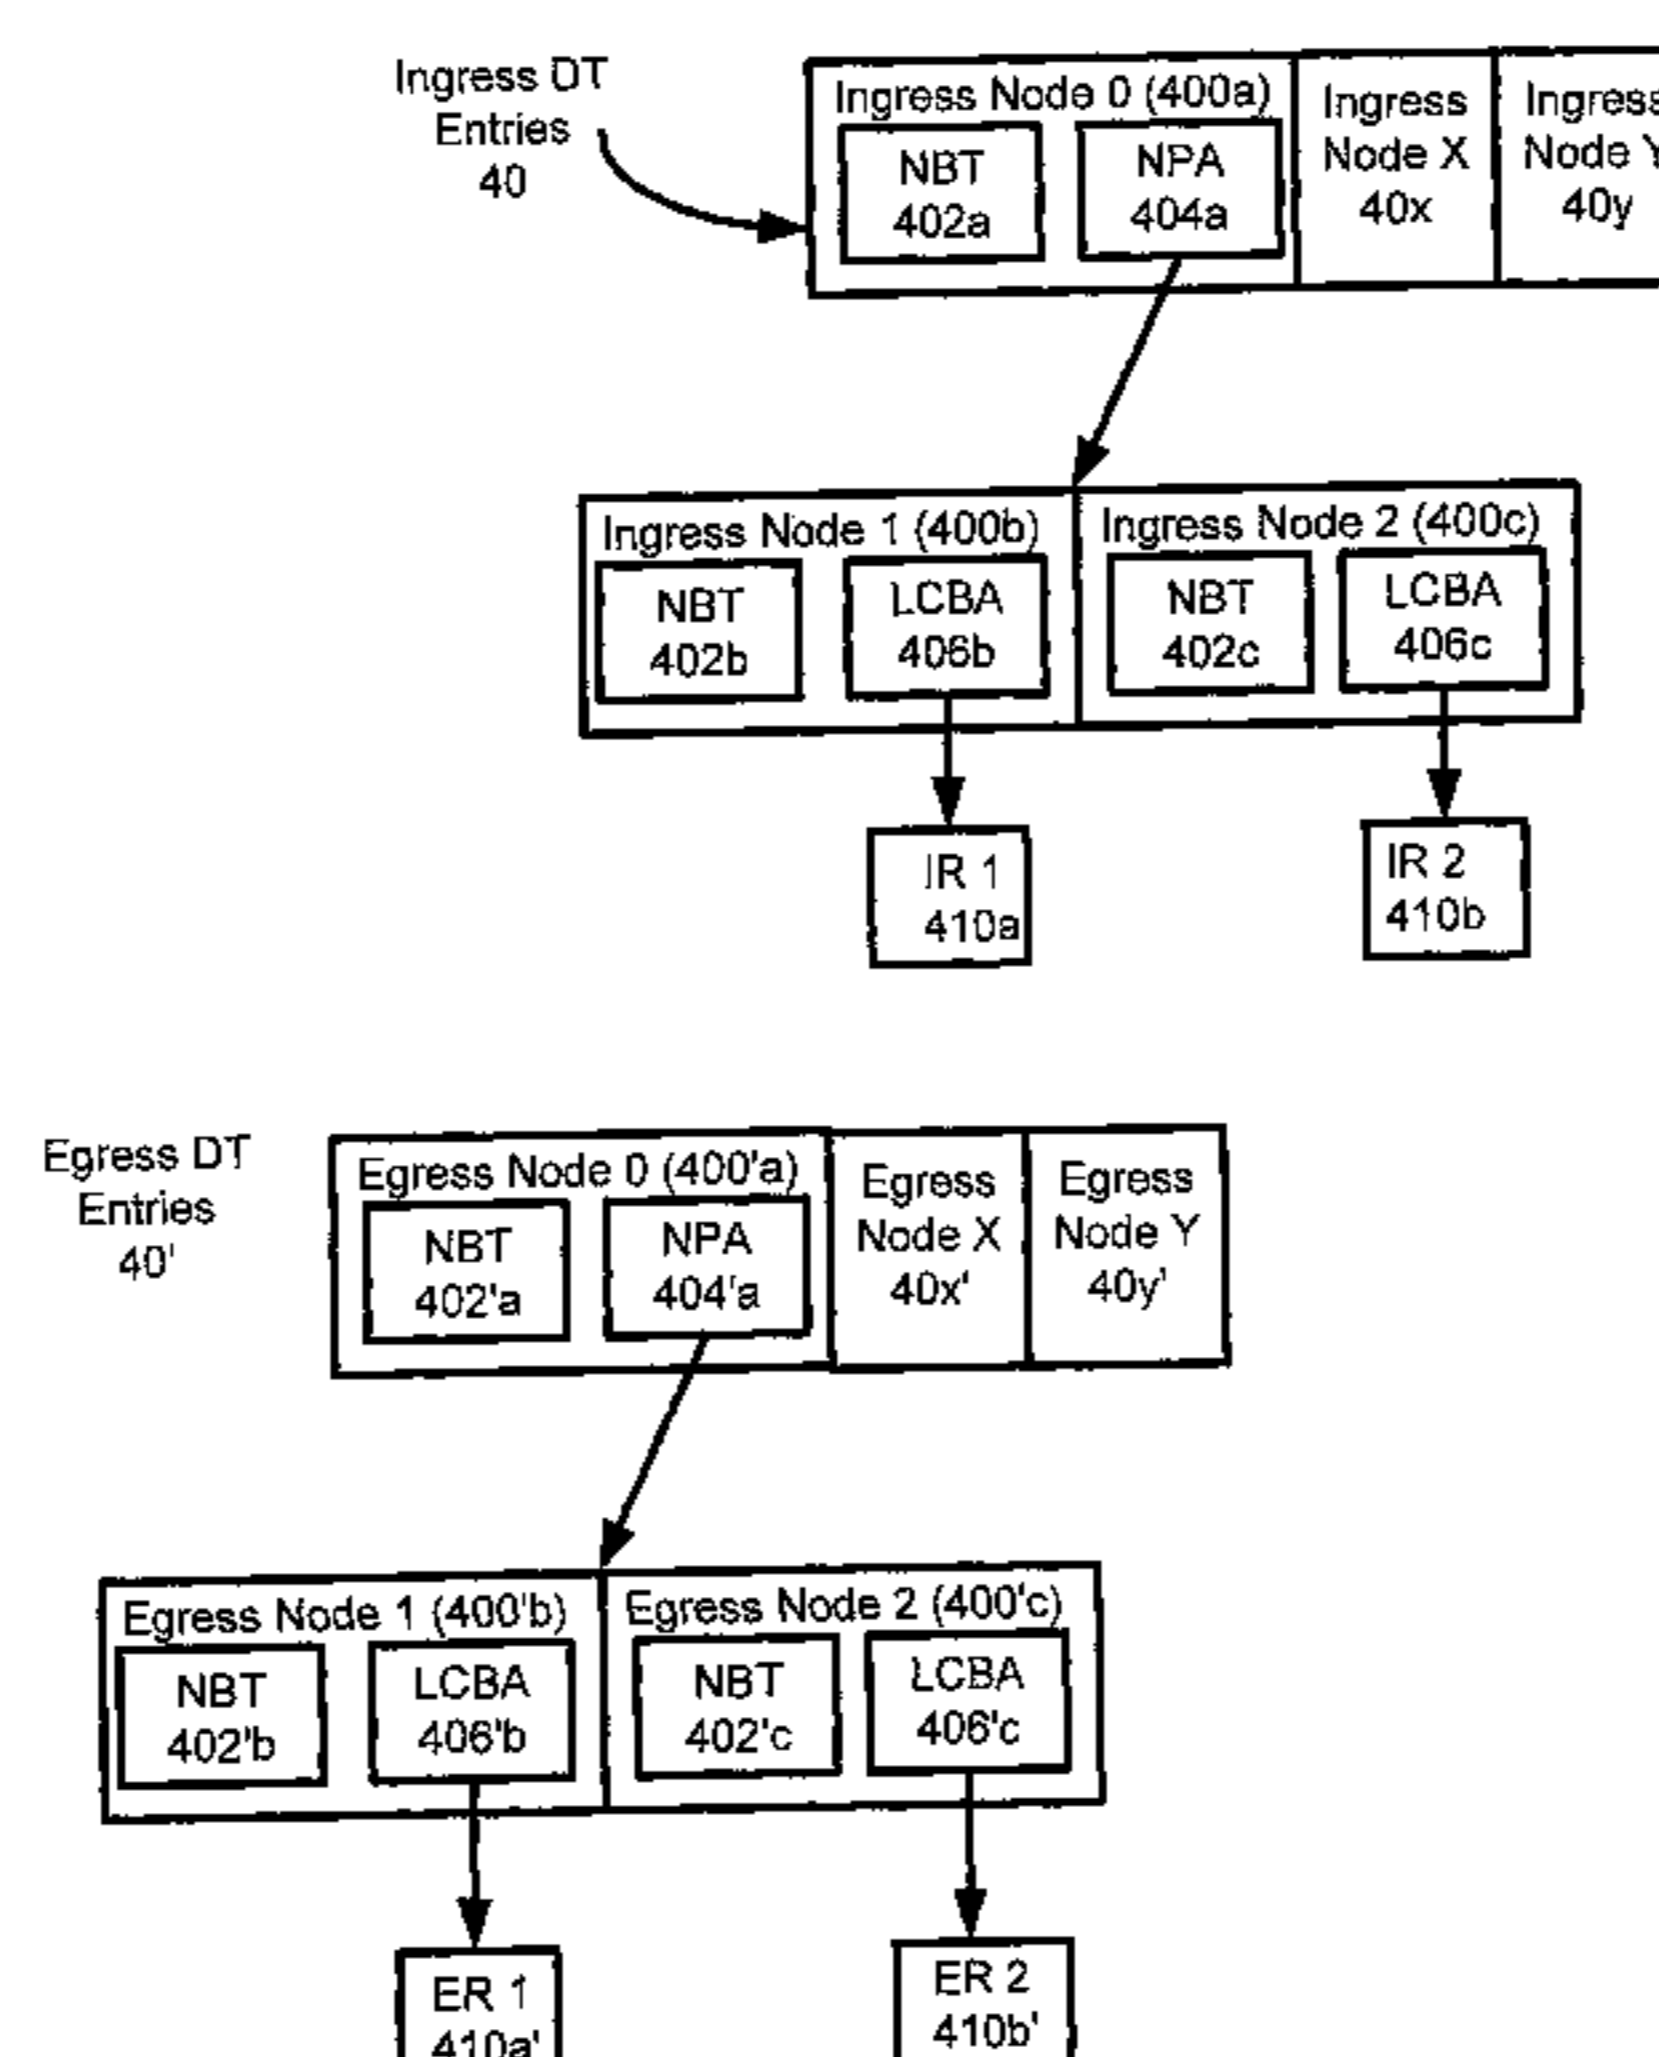 Ingress DT
Entries
40
Ingress Node 0 (400a)
NBT
402a
NPA
404a
Ingress
Node X
40x
Ingress
Node Y
40y
Ingress Node 1 (400b)
NBT
402b
LCBA
406b
Ingress Node 2 (400c)
NBT
402c
LCBA
406c
IR 1
410a
IR 2
410b
Egress DT
Entries
40'
Egress Node 0 (400'a)
NBT
402'a
NPA
404'a
Egress
Node X
40x'
Egress
Node Y
40y'
Egress Node 1 (400'b)
NBT
402'b
LCBA
406'b
Egress Node 2 (400'c)
NBT
402'c
LCBA
406'c
ER 1
410a'
ER 2
410b'